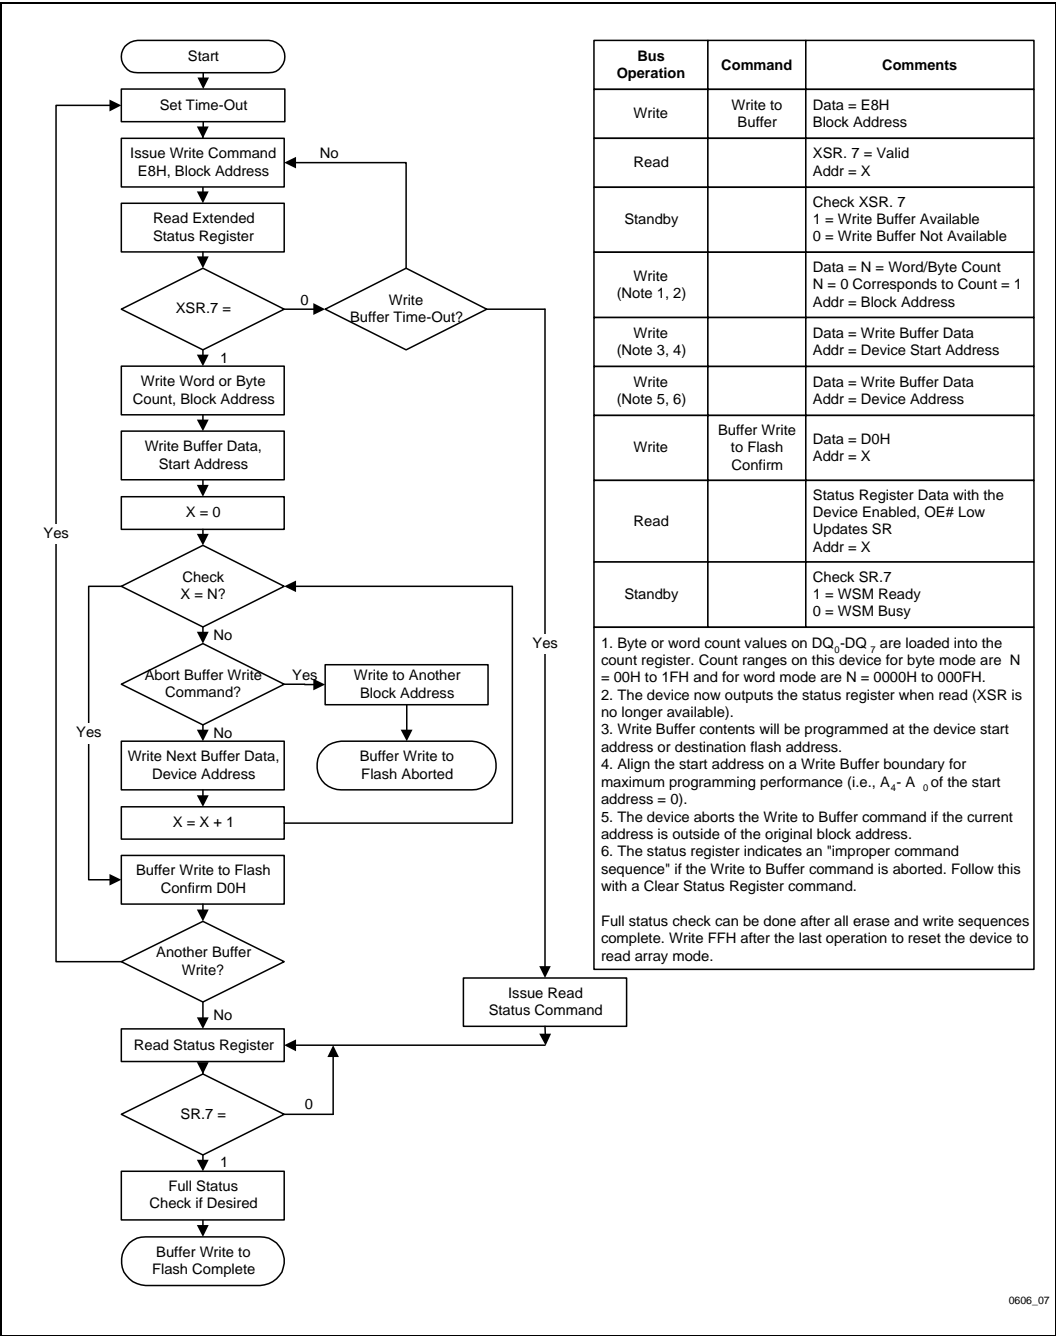 Start
Set Time-Out
Issue Write Command
E8H, Block Address
No
Read Extended
Status Register
XSR.7 =
0
Write
Buffer Time-Out?
1
Write Word or Byte
Count, Block Address
Write Buffer Data,
Start Address
X = 0
Yes
Check
X = N?
No
Yes
Abort Buffer Write
Command?
Yes
Write to Another
Block Address
Buffer Write to
Flash Aborted
No
Yes
Write Next Buffer Data,
Device Address
X = X + 1
Buffer Write to Flash
Confirm D0H
Another Buffer
Write?
No
Issue Read
Status Command
Read Status Register
SR.7 =
0
1
Full Status
Check if Desired
Buffer Write to
Flash Complete
Bus
Operation
Command
Comments
Write
Write to
Buffer
Data = E8H
Block Address
Read
XSR. 7 = Valid
Addr = X
Standby
Check XSR. 7
1 = Write Buffer Available
0 = Write Buffer Not Available
Write
(Note 1, 2)
Data = N = Word/Byte Count
N = 0 Corresponds to Count = 1
Addr = Block Address
Write
(Note 3, 4)
Data = Write Buffer Data
Addr = Device Start Address
Write
(Note 5, 6)
Data = Write Buffer Data
Addr = Device Address
Write
Buffer Write
to Flash
Confirm
Data = D0H
Addr = X
Read
Status Register Data with the
Device Enabled, OE# Low
Updates SR
Addr = X
Standby
Check SR.7
1 = WSM Ready
0 = WSM Busy
1. Byte or word count values on DQ₀-DQ₇ are loaded into the
count register. Count ranges on this device for byte mode are N
= 00H to 1FH and for word mode are N = 0000H to 000FH.
2. The device now outputs the status register when read (XSR is
no longer available).
3. Write Buffer contents will be programmed at the device start
address or destination flash address.
4. Align the start address on a Write Buffer boundary for
maximum programming performance (i.e., A₄- A₀ of the start
address = 0).
5. The device aborts the Write to Buffer command if the current
address is outside of the original block address.
6. The status register indicates an "improper command
sequence" if the Write to Buffer command is aborted. Follow this
with a Clear Status Register command.
Full status check can be done after all erase and write sequences
complete. Write FFH after the last operation to reset the device to
read array mode.
0606_07